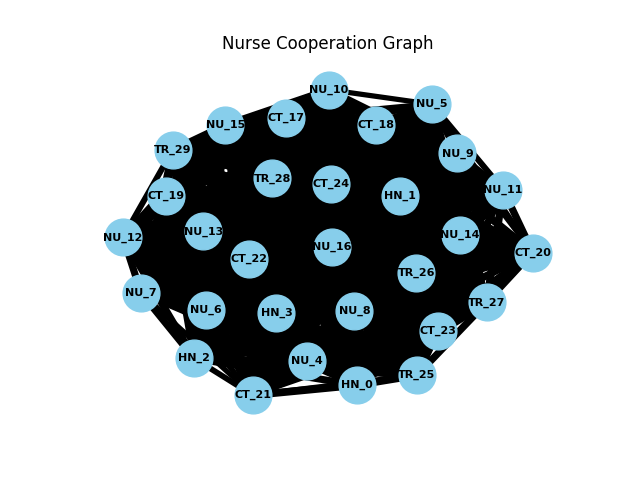 Nurse Cooperation Graph
NU_10
NU_5
CT_17
NU_15
CT_18
TR_29
NU_9
TR_28
CT_24
NU_11
CT_19
HN_1
NU_13
NU_12
NU_14
NU_16
CT_20
CT_22
TR_26
NU_7
TR_27
NU_6
HN_3
NU_8
CT_23
HN_2
NU_4
TR_25
HN_0
CT_21